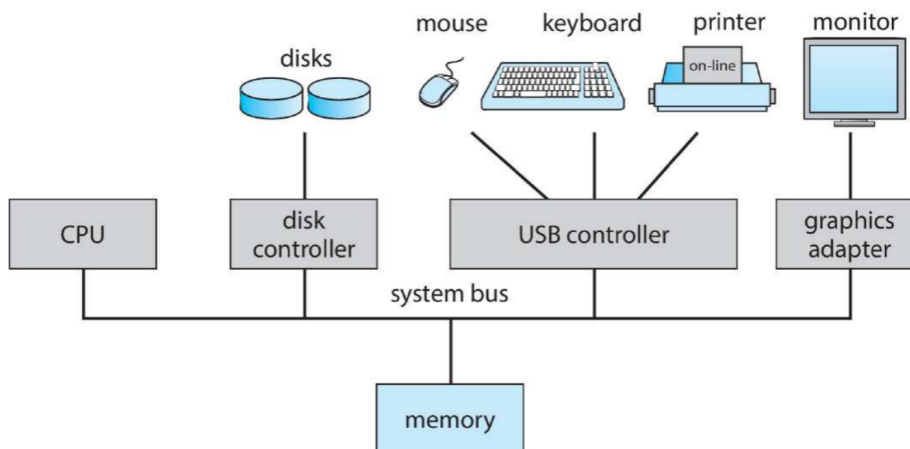 mouse
keyboard
printer
monitor
disks
on-line
CPU
disk
controller
USB controller
graphics
adapter
system bus
memory